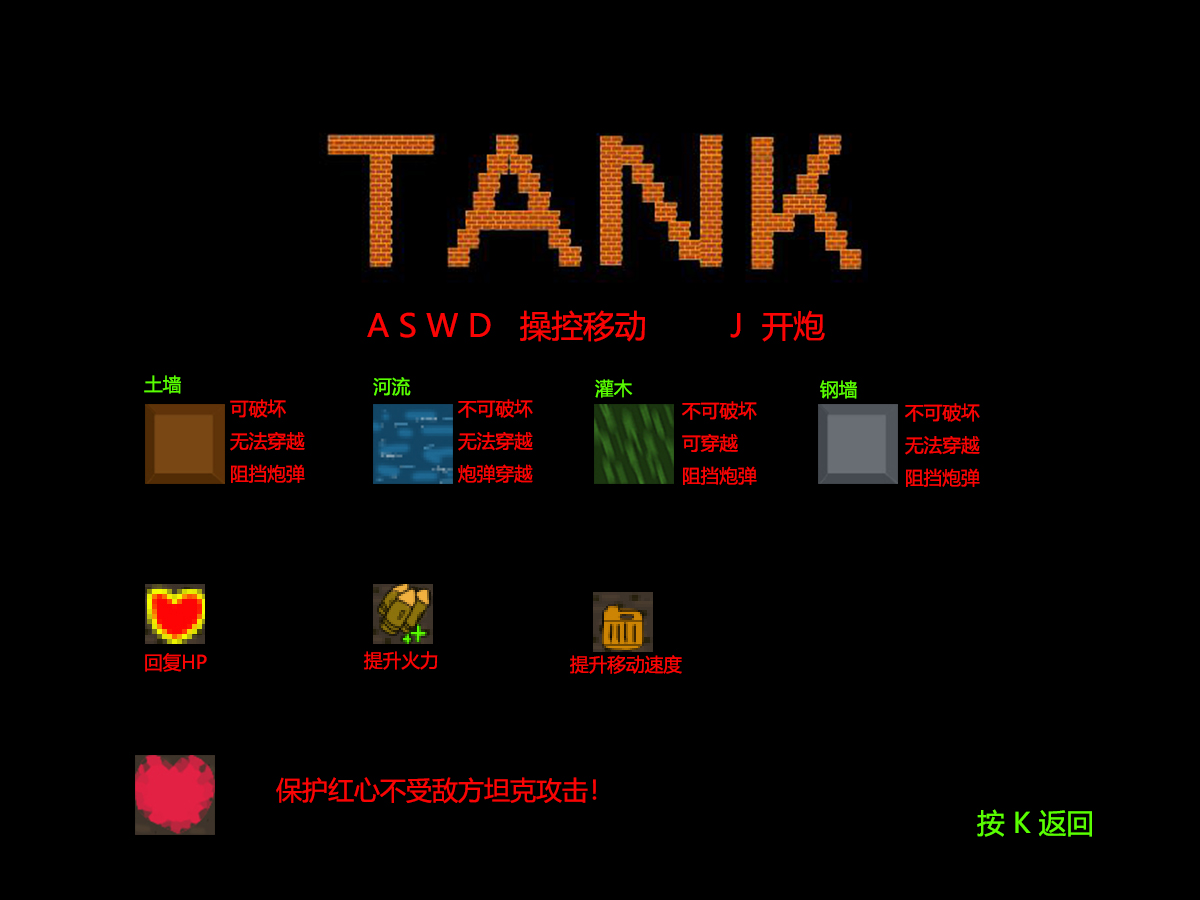 TANK
A S W D 操控移动 J 开炮
土墙
可破坏
无法穿越
阻挡炮弹
河流
不可破坏
无法穿越
炮弹穿越
灌木
不可破坏
可穿越
阻挡炮弹
钢墙
不可破坏
无法穿越
阻挡炮弹
回复HP
提升火力
提升移动速度
保护红心不受敌方坦克攻击!
按 K 返回